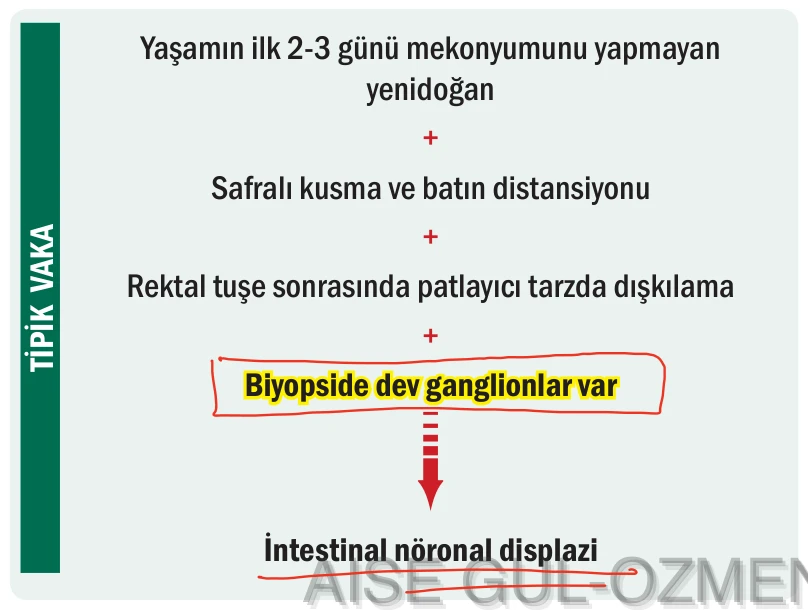 Yaşamın ilk 2-3 günü mekonyumunu yapmayan
yenidoğan
+
Safralı kusma ve batın distansiyonu
+
Rektal tuşe sonrasında patlayıcı tarzda dışkılama
+
Biyopside dev ganglionlar var
İntestinal nöronal displazi
TİPİK VAKA
AISE GUL-OZMEN